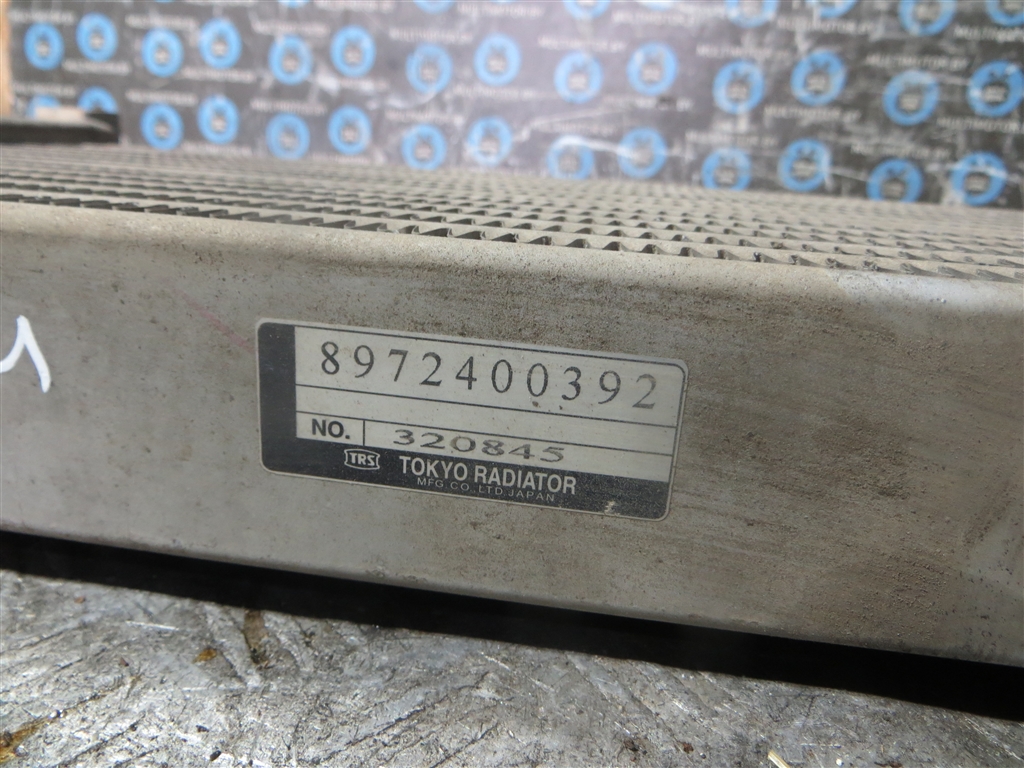 8972400392
NO. 320845
TRS TOKYO RADIATOR
MFG.CO.,LTD.JAPAN